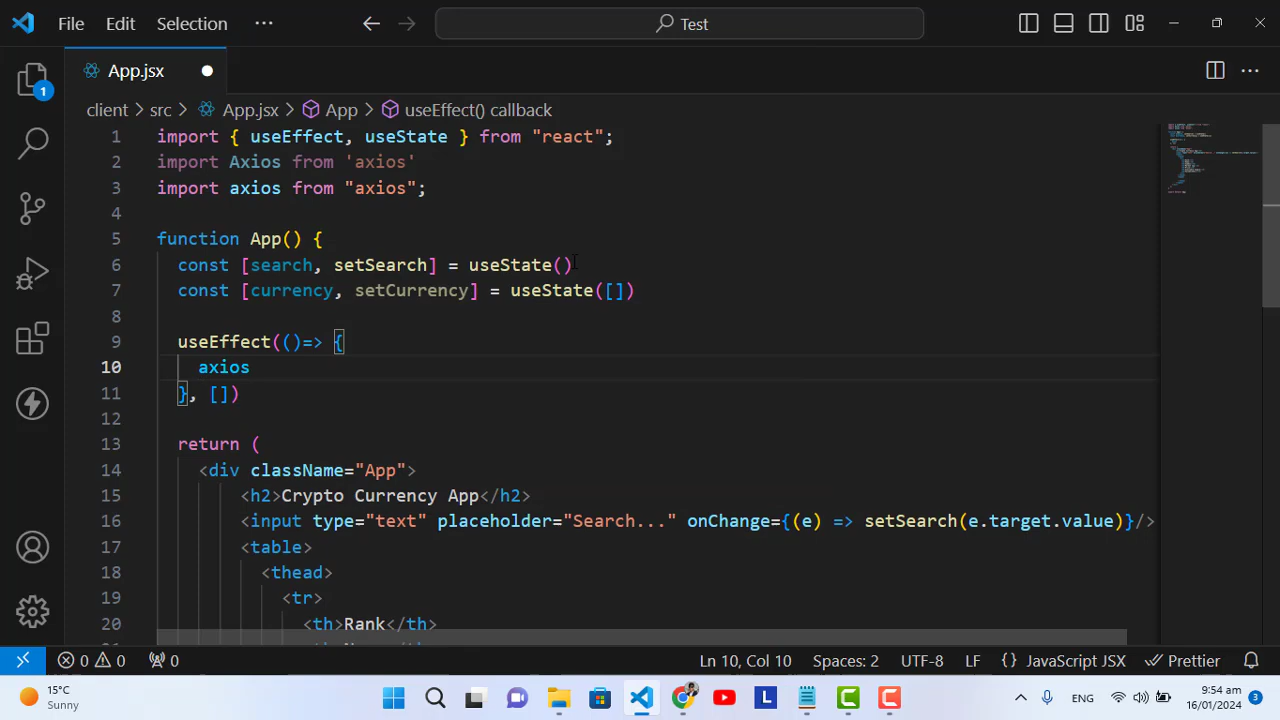 File Edit Selection ··· Test
App.jsx
1
client > src > App.jsx > App > useEffect() callback
1 import { useEffect, useState } from "react";
2 import Axios from 'axios'
3 import axios from "axios";
4
5 function App() {
6 const [search, setSearch] = useState()
7 const [currency, setCurrency] = useState([])
8
9 useEffect(()=> {
10 axios
11 }, [])
12
13 return (
14 <div className="App">
15 <h2>Crypto Currency App</h2>
16 <input type="text" placeholder="Search..." onChange={(e) => setSearch(e.target.value)}/>
17 <table>
18 <thead>
19 <tr>
20 <th>Rank</th>
0 0 0 Ln 10, Col 10 Spaces: 2 UTF-8 LF {} JavaScript JSX Prettier
15°C
Sunny
L
ENG
9:54 am
16/01/2024
3